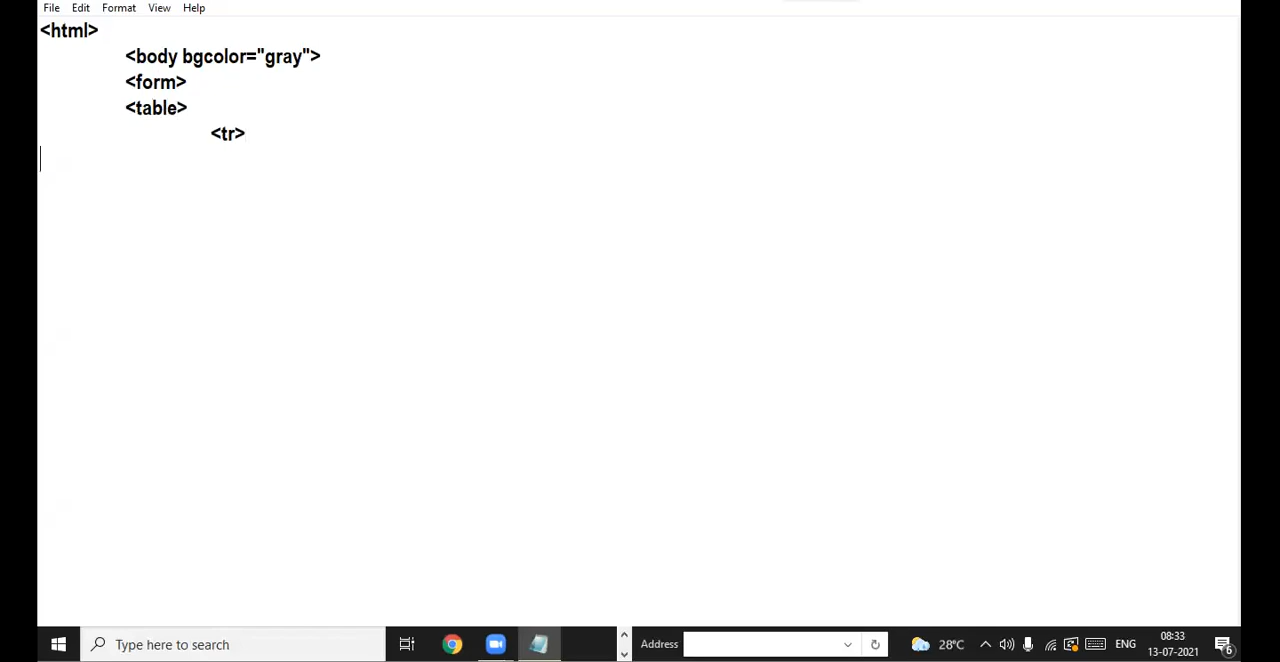 File Edit Format View Help
<html>
<body bgcolor="gray">
<form>
<table>
<tr>
Type here to search
Address
28°C
ENG
08:33
13-07-2021
6